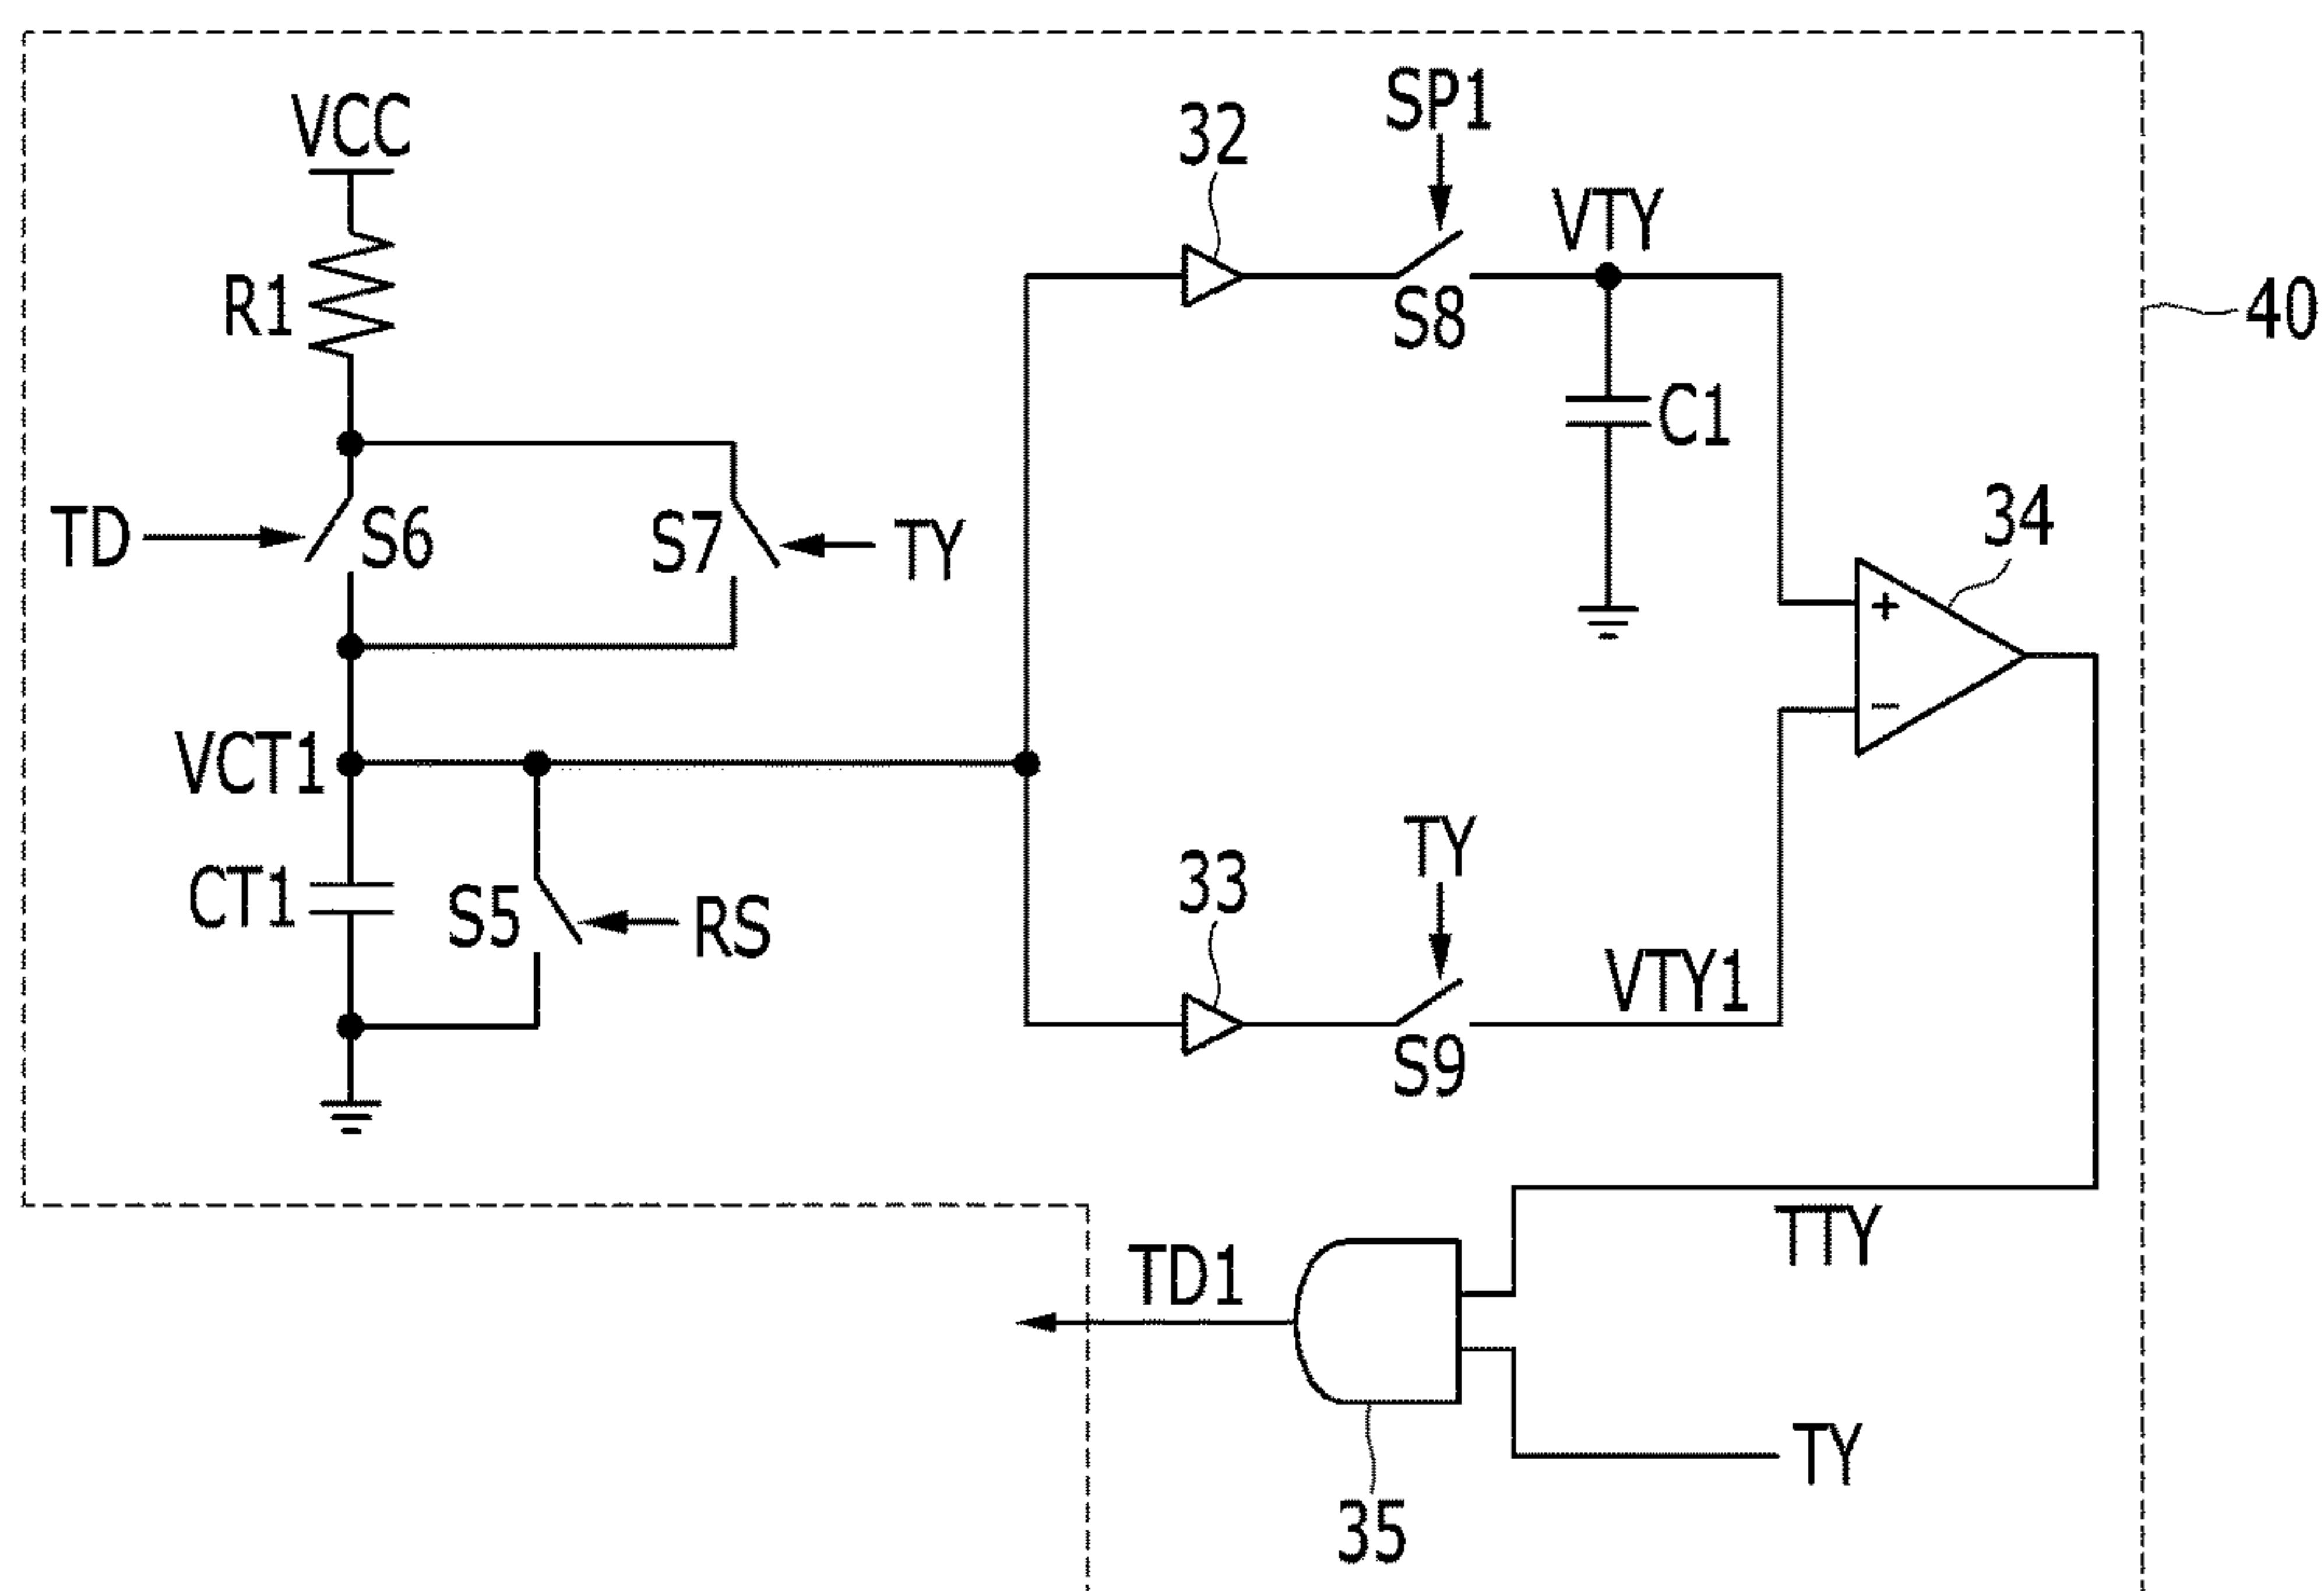 VCC
R1
TD
S6
S7
TY
VCT1
CT1
S5
RS
32
SP1
S8
VTY
C1
34
+
−
33
TY
S9
VTY1
40
TTY
TD1
TY
35